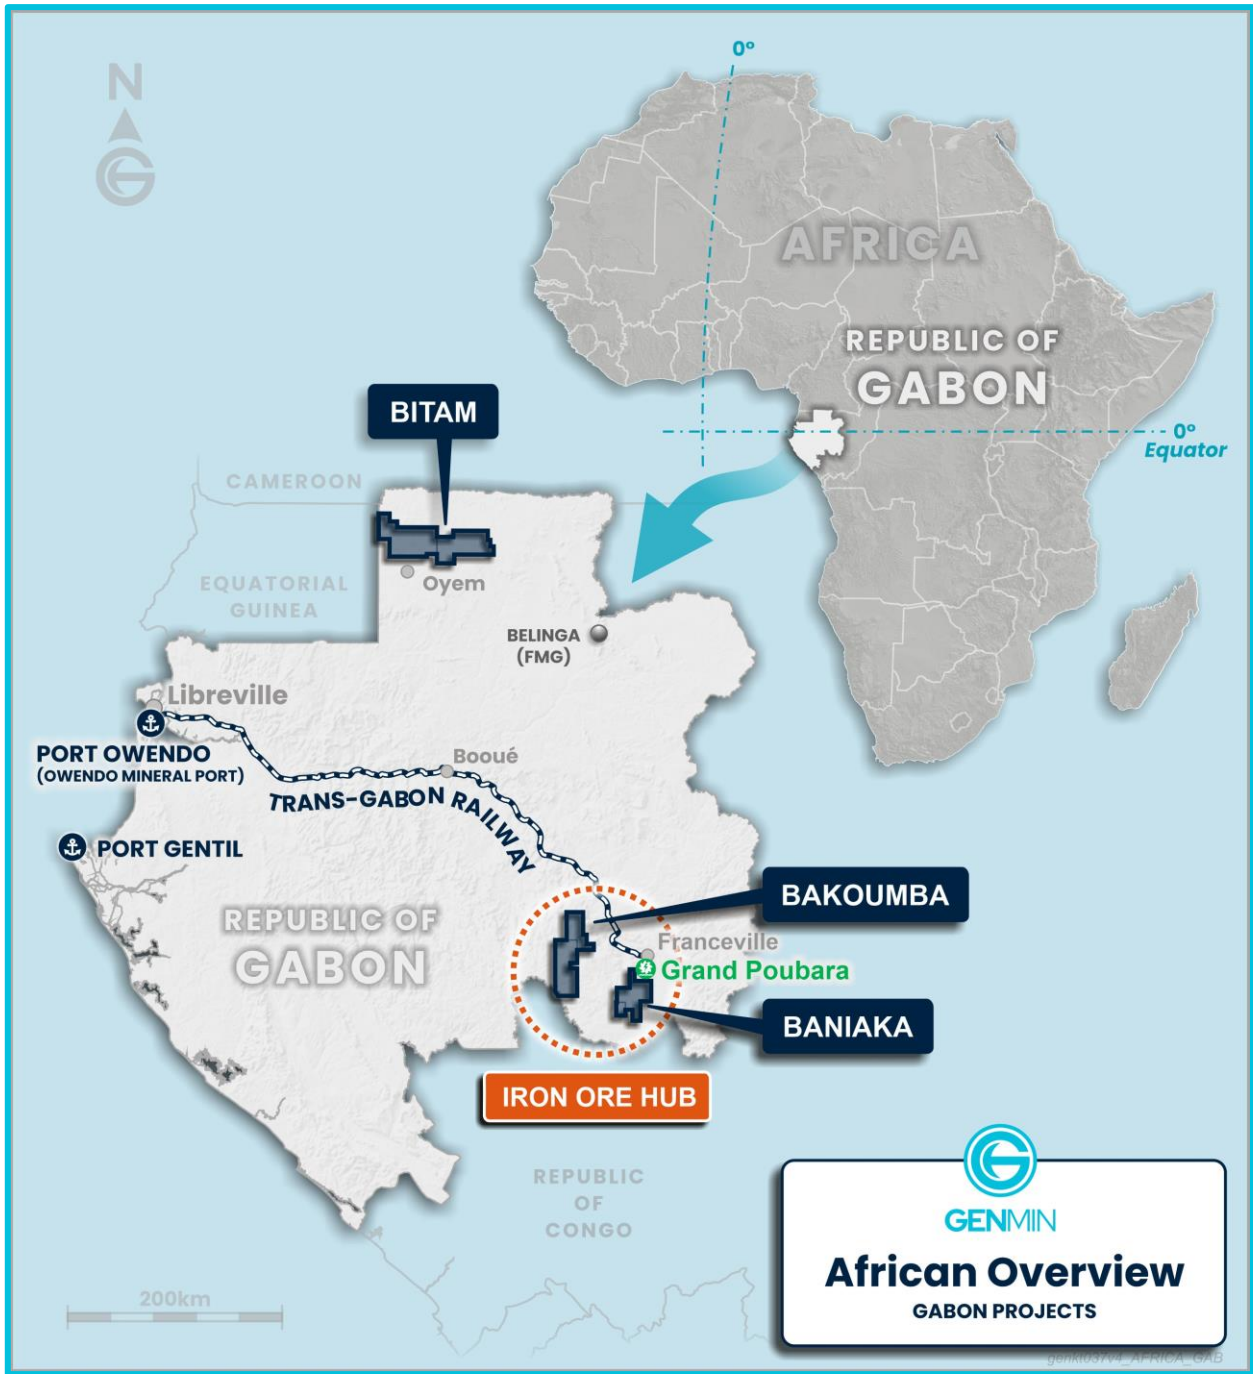 N
0°
AFRICA
REPUBLIC OF
GABON
0°
Equator
BITAM
CAMEROON
EQUATORIAL
GUINEA
Oyem
BELINGA
(FMG)
Libreville
PORT OWENDO
(OWENDO MINERAL PORT)
Booué
TRANS-GABON RAILWAY
PORT GENTIL
BAKOUMBA
REPUBLIC OF
GABON
Franceville
Grand Poubara
BANIAKA
IRON ORE HUB
REPUBLIC
OF
CONGO
GENMIN
African Overview
GABON PROJECTS
200km
genkt037v4_AFRICA_GAB